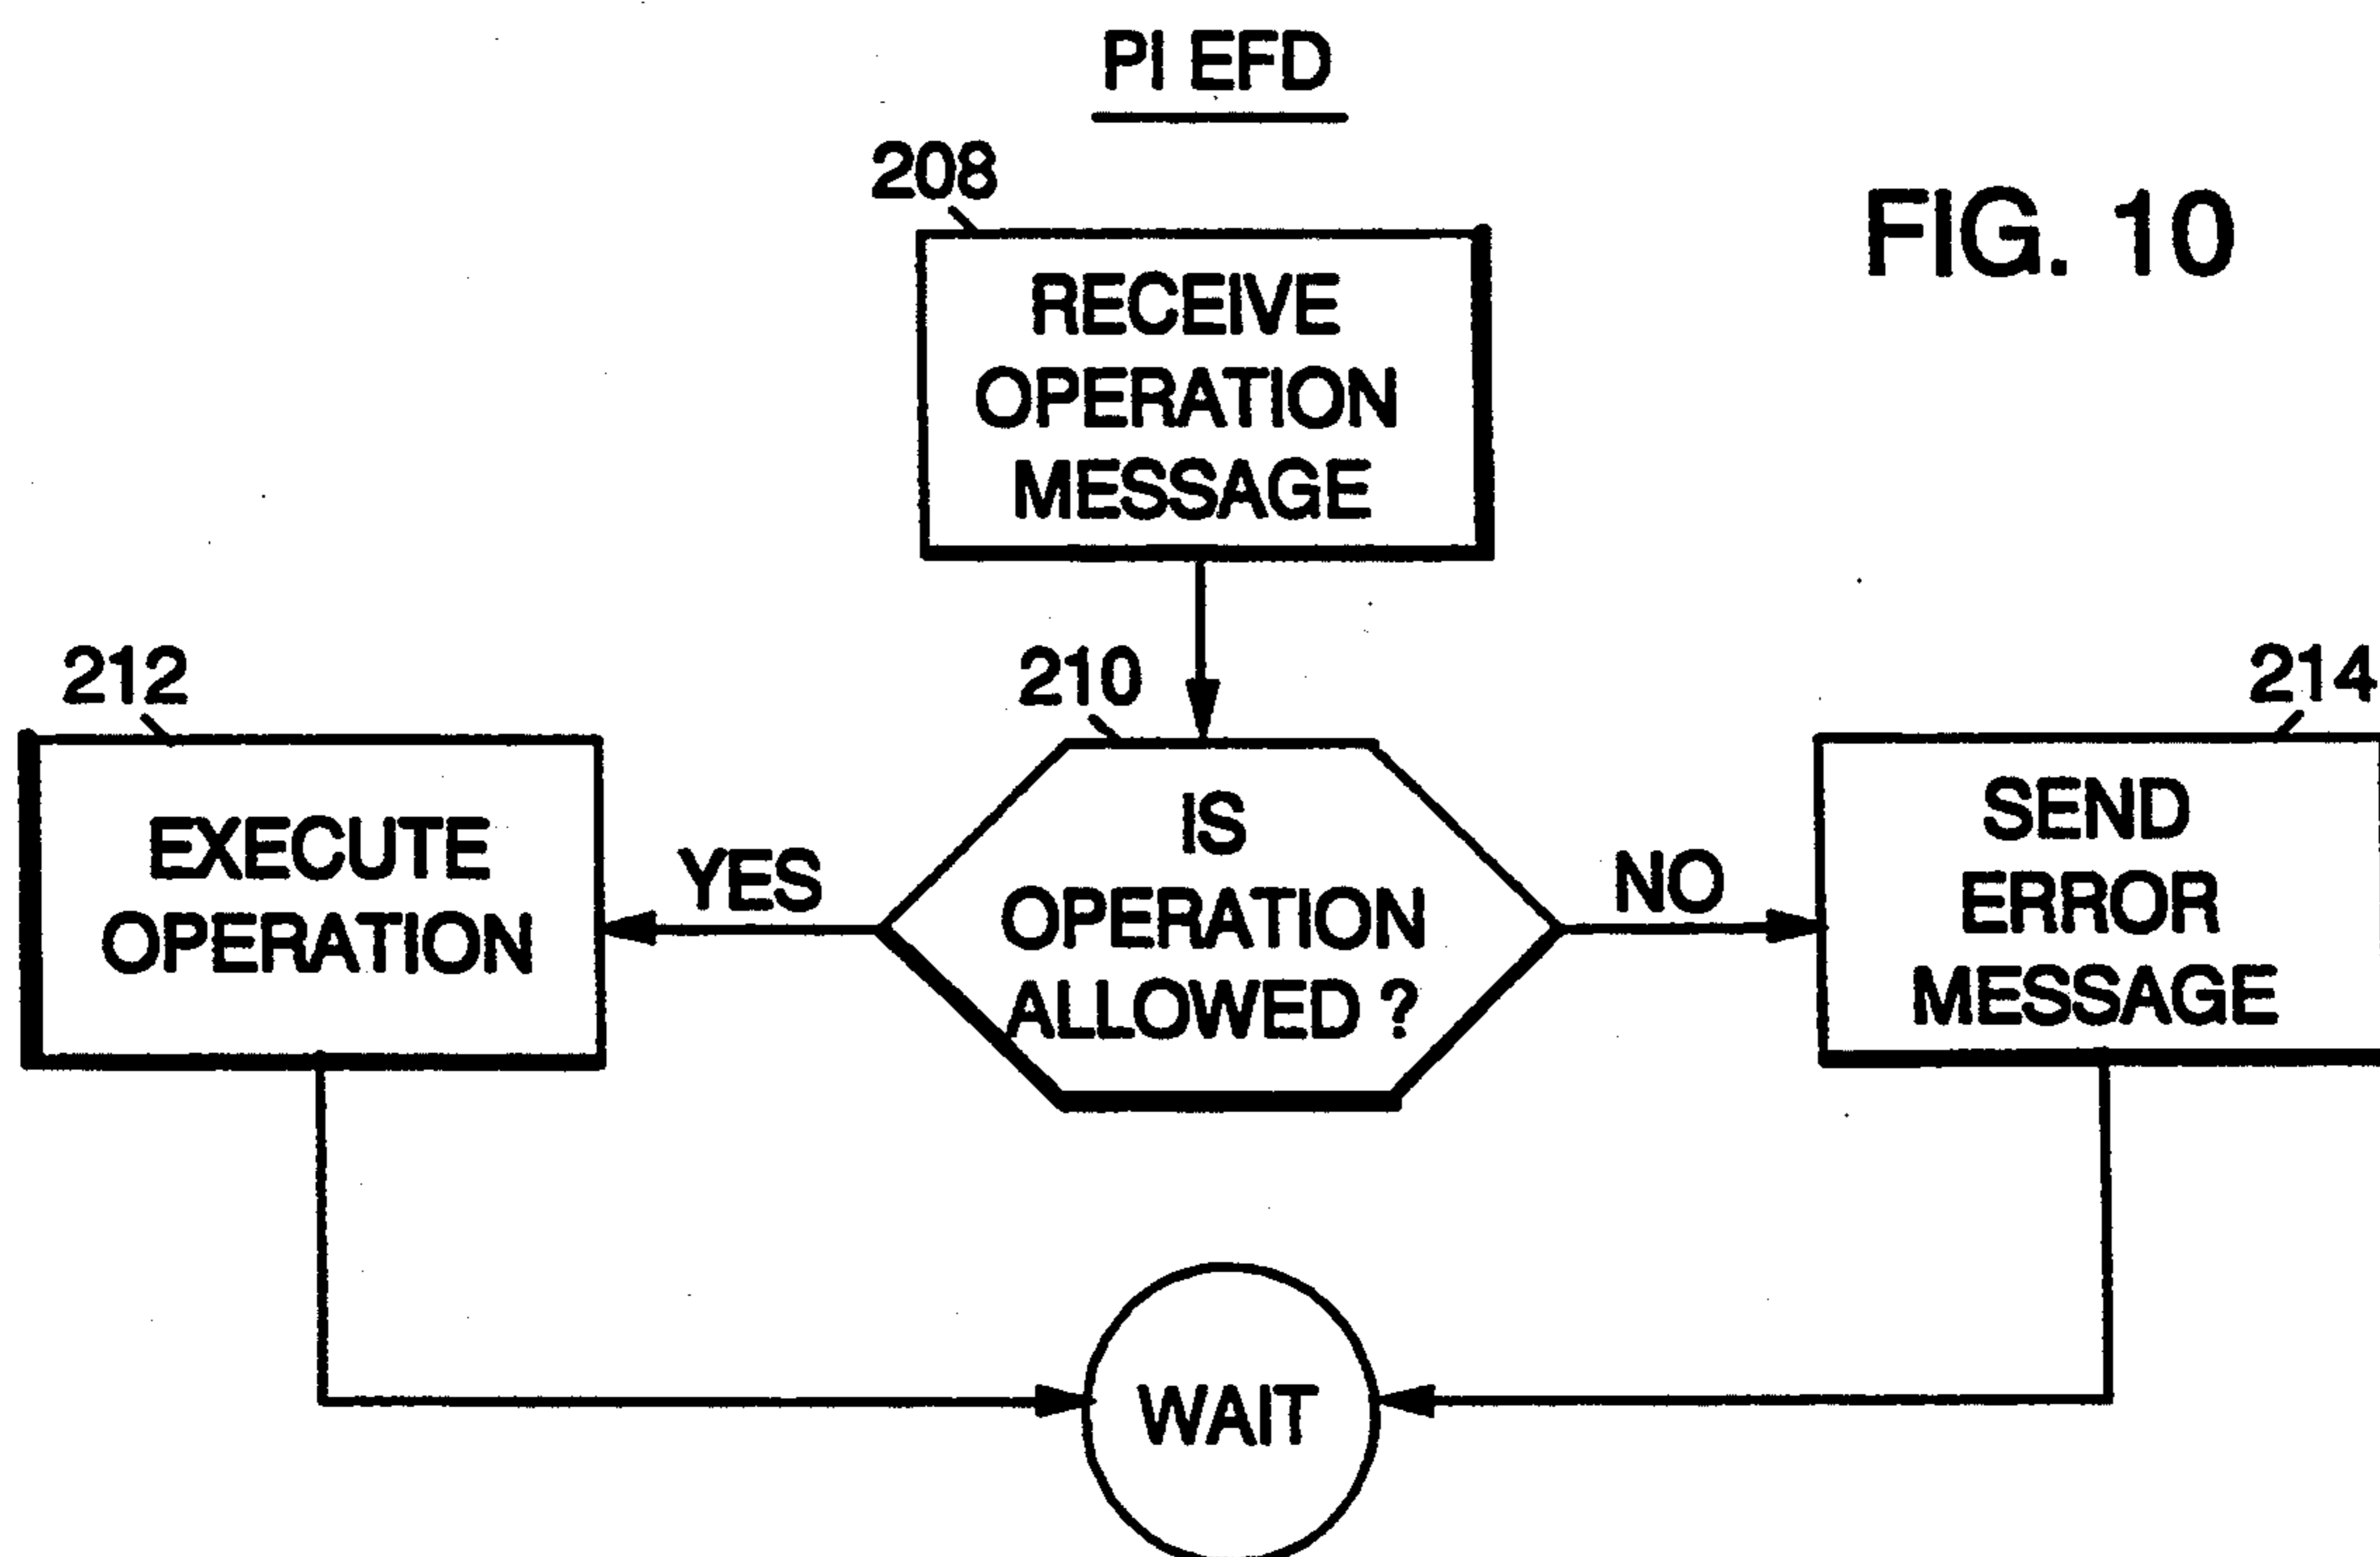 PI EFD
208
FIG. 10
RECEIVE
OPERATION
MESSAGE
212
210
214
EXECUTE
OPERATION
YES
IS
OPERATION
ALLOWED ?
NO
SEND
ERROR
MESSAGE
WAIT